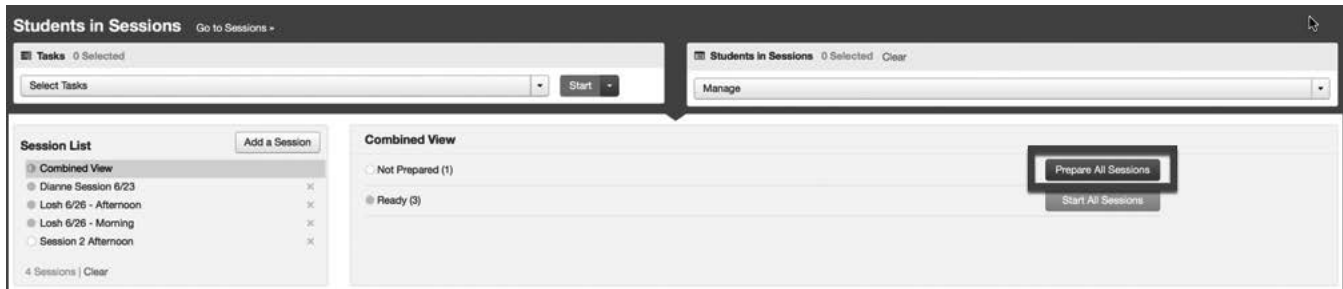 Students in Sessions Go to Sessions »
Tasks 0 Selected
Select Tasks
Start
Students in Sessions 0 Selected Clear
Manage
Session List
Add a Session
Combined View
Dianne Session 6/23
Losh 6/26 - Afternoon
Losh 6/26 - Morning
Session 2 Afternoon
4 Sessions | Clear
Combined View
Not Prepared (1)
Prepare All Sessions
Ready (3)
Start All Sessions